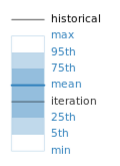 historical
max
95th
75th
mean
iteration
25th
5th
min